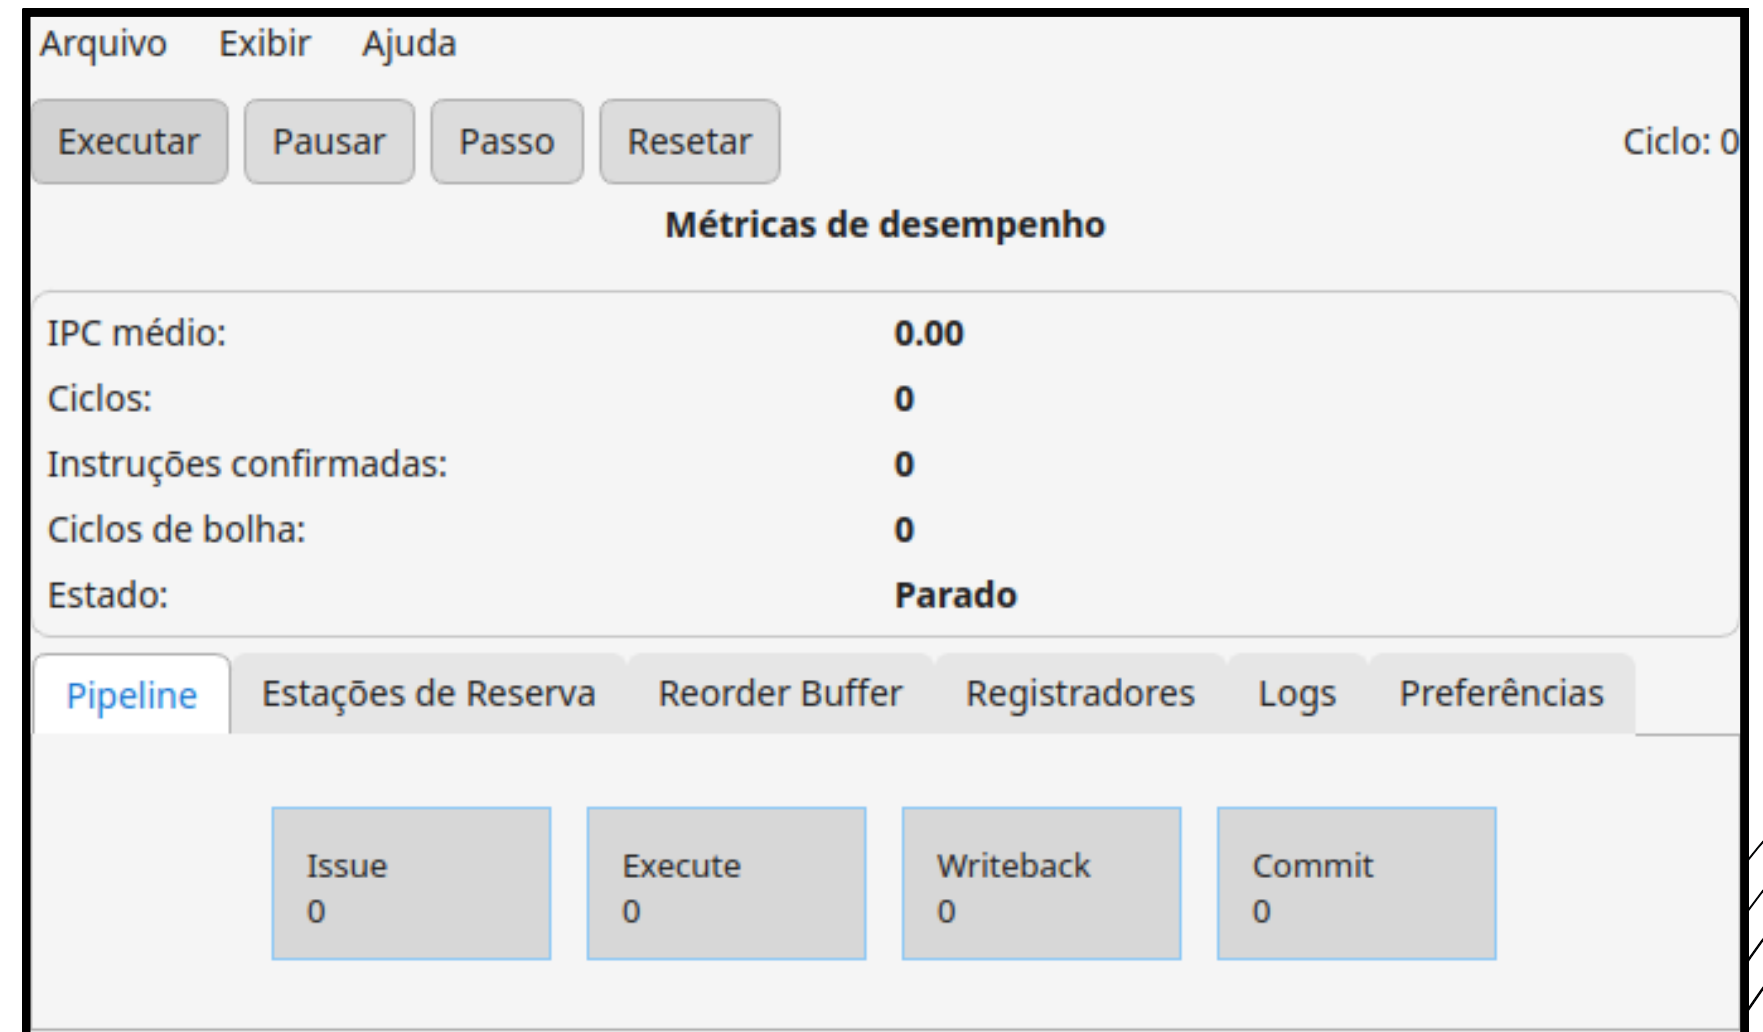 Arquivo Exibir Ajuda
Executar Pausar Passo Resetar Ciclo: 0
Métricas de desempenho
IPC médio: 0.00
Ciclos: 0
Instruções confirmadas: 0
Ciclos de bolha: 0
Estado: Parado
Pipeline Estações de Reserva Reorder Buffer Registradores Logs Preferências
Issue Execute Writeback Commit
0 0 0 0